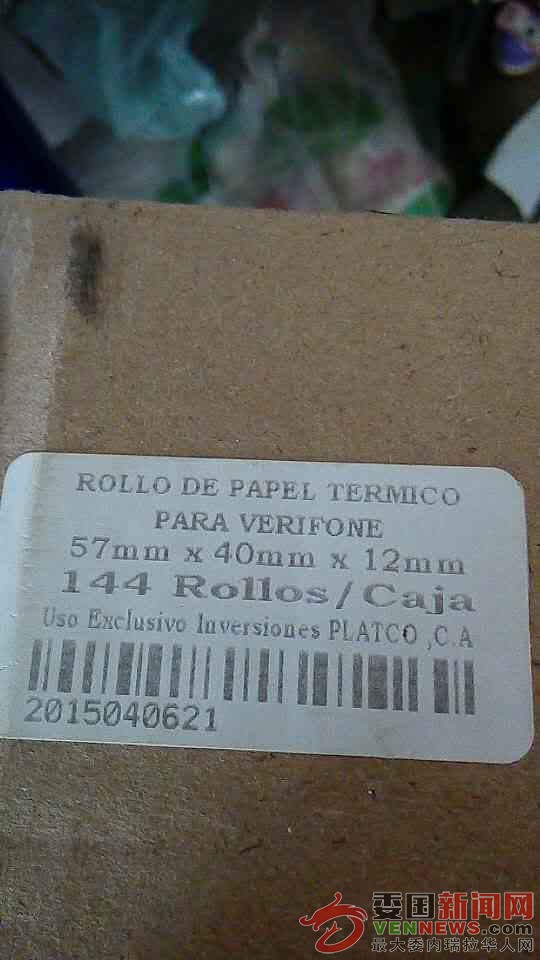 ROLLO DE PAPEL TERMICO
PARA VERIFONE
57mm x 40mm x 12mm
144 Rollos/Caja
Uso Exclusivo Inversiones PLATCO ,C.A
2015040621
委国新闻网
VENNEWS.com
最大委内瑞拉华人网